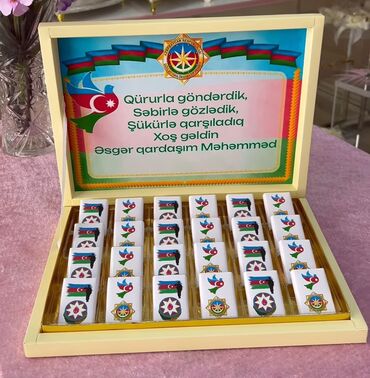 Qürurla göndərdik,
Səbirlə gözlədik,
Şükürlə qarşıladıq
Xoş gəldin
Əsgər qardaşım Məhəmməd